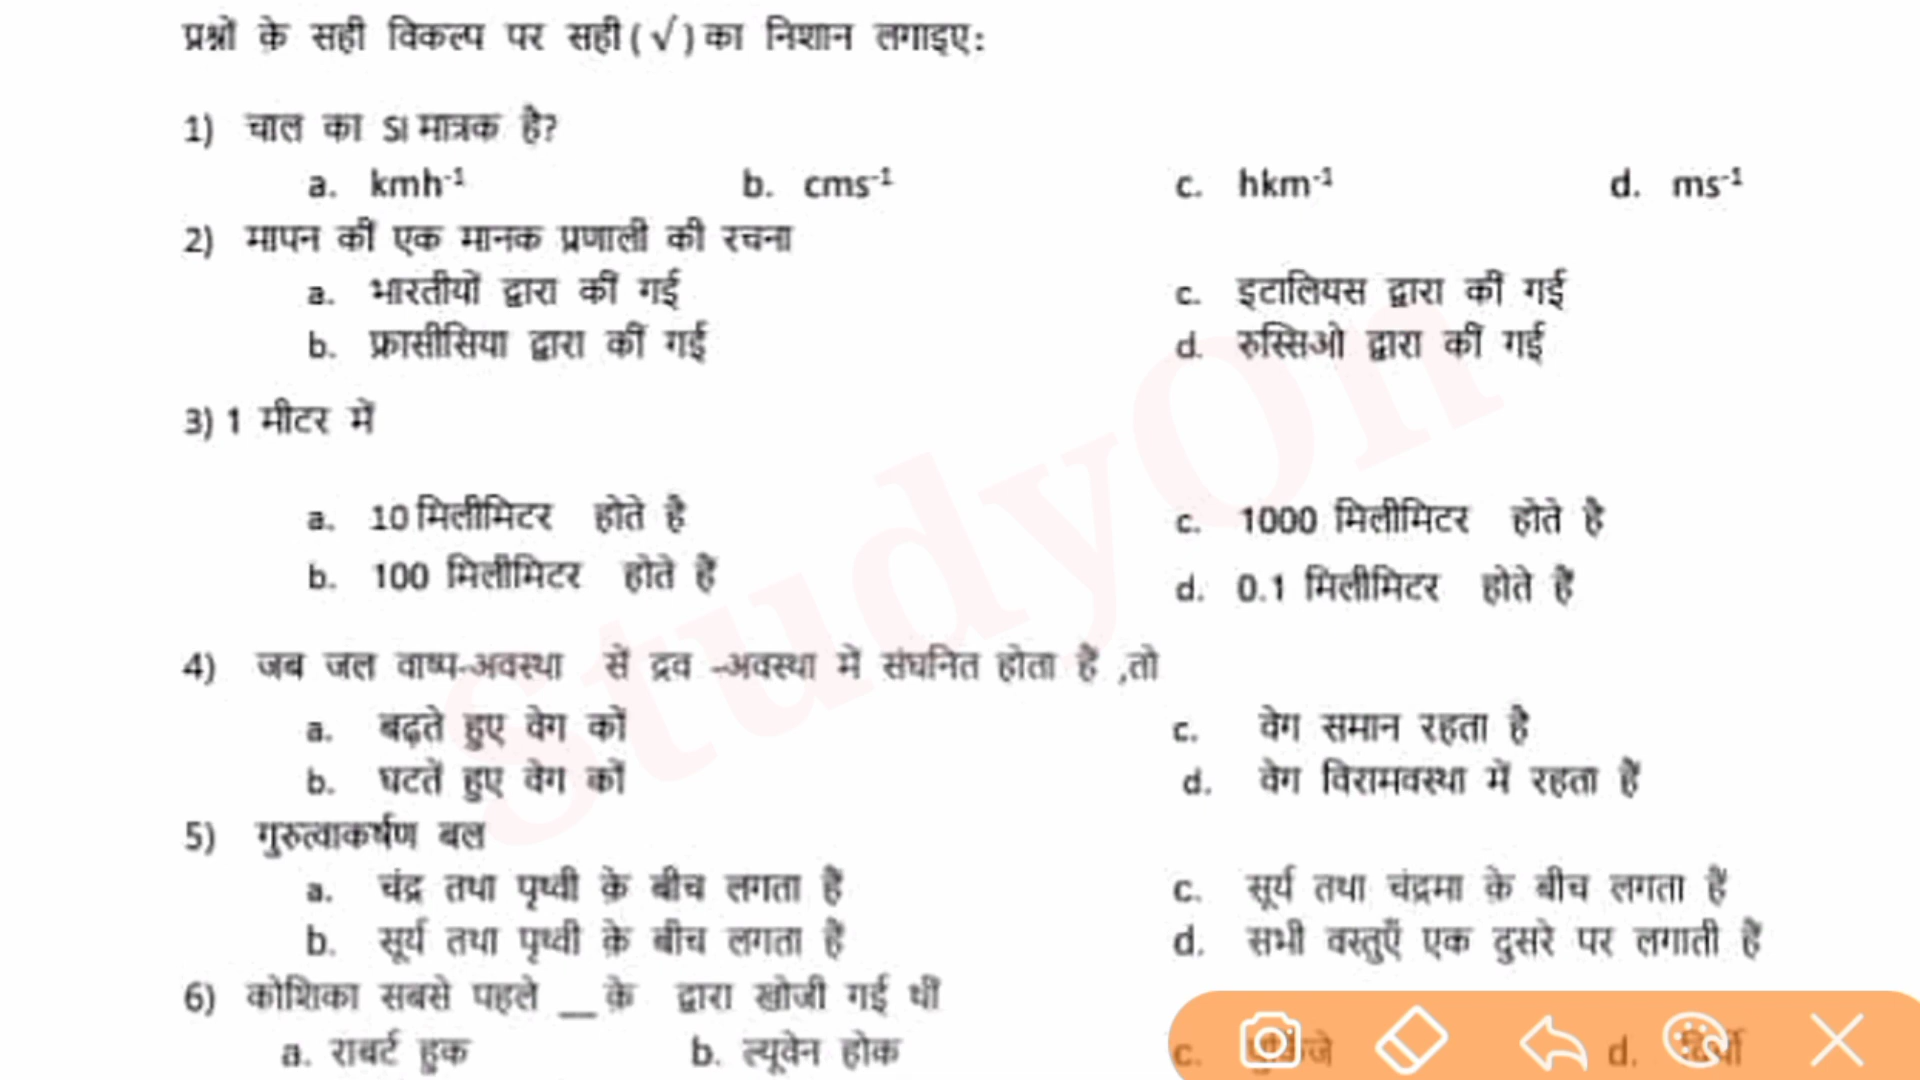 प्रश्नों के सही विकल्प पर सही(√)का निशान लगाइए:
1) चाल का SI मात्रक है?
a. kmh⁻¹ b. cms⁻¹ c. hkm⁻¹ d. ms⁻¹
2) मापन कीं एक मानक प्रणाली की रचना
a. भारतीयों द्वारा कीं गई c. इटालियस द्वारा कीं गई
b. फ्रासीसिया द्वारा कीं गई d. रुस्सिओ द्वारा कीं गई
3) 1 मीटर में
a. 10 मिलीमिटर होते है c. 1000 मिलीमिटर होते है
b. 100 मिलीमिटर होते हैं d. 0.1 मिलीमिटर होते हैं
4) जब जल वाष्प-अवस्था सें द्रव -अवस्था में संघनित होता हैं ,तो
a. बढ़ते हुए वेग कों c. वेग समान रहता है
b. घटतें हुए वेग कों d. वेग विरामवस्था में रहता हैं
5) गुरुत्वाकर्षण बल
a. चंद्र तथा पृथ्वी के बीच लगता हैं c. सूर्य तथा चंद्रमा के बीच लगता हैं
b. सूर्य तथा पृथ्वी के बीच लगता हैं d. सभी वस्तुएँ एक दुसरे पर लगाती हैं
6) कोशिका सबसे पहले __ के द्वारा खोजी गई थीं
a. राबर्ट हुक b. ल्यूवेन होक c. d.
StudyOn